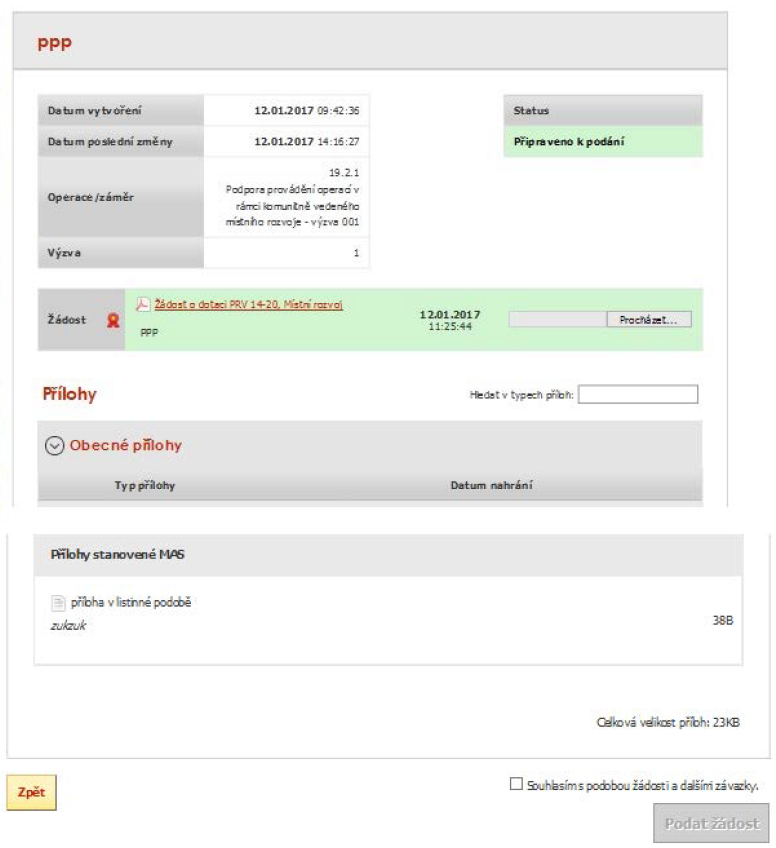 ppp
Datum vytvoření 12.01.2017 09:42:36
Status
Datum poslední změny 12.01.2017 14:16:27
Připraveno k podání
Operace/záměr
19.2.1
Podpora provádění operací v
rámci komunitně vedeného
místního rozvoje - výzva 001
Výzva 1
Žádost
Žádost o dotaci PRV 14-20, Místní rozvoj
ppp
12.01.2017
11:25:44
Procházet...
Přílohy
Hledat v typech příloh:
Obecné přílohy
Typ přílohy Datum nahrání
Přílohy stanovené MAS
příloha v listinné podobě
zukzuk
38B
Celková velikost příloh: 23KB
Zpět
Souhlasím s podobou žádosti a dalšími závazky.
Podat žádost